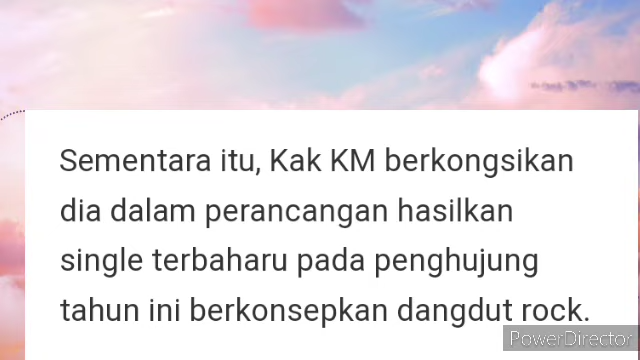 Sementara itu, Kak KM berkongsikan
dia dalam perancangan hasilkan
single terbaharu pada penghujung
tahun ini berkonsepkan dangdut rock.
PowerDirector